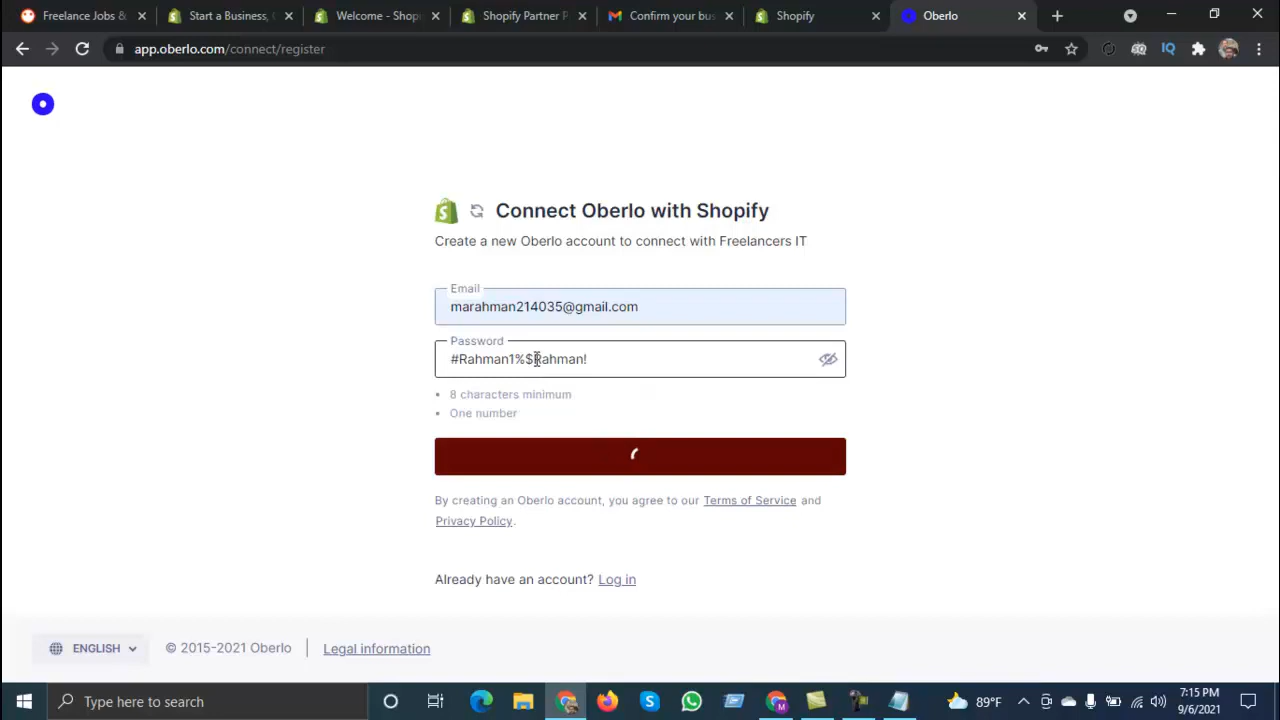 Freelance Jobs &
Start a Business,
Welcome - Shop
Shopify Partner P
Confirm your bus
Shopify
Oberlo
app.oberlo.com/connect/register
IQ
Connect Oberlo with Shopify
Create a new Oberlo account to connect with Freelancers IT
Email
marahman214035@gmail.com
Password
#Rahman1%$Rahman!
8 characters minimum
One number
By creating an Oberlo account, you agree to our Terms of Service and
Privacy Policy.
Already have an account? Log in
ENGLISH
© 2015-2021 Oberlo
Legal information
Type here to search
89°F
7:15 PM
9/6/2021